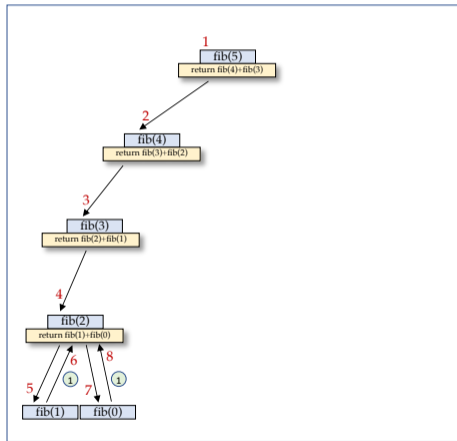 1
fib(5)
return fib(4)+fib(3)
2
fib(4)
return fib(3)+fib(2)
3
fib(3)
return fib(2)+fib(1)
4
fib(2)
return fib(1)+fib(0)
5 6 7 8
1 1
fib(1) fib(0)